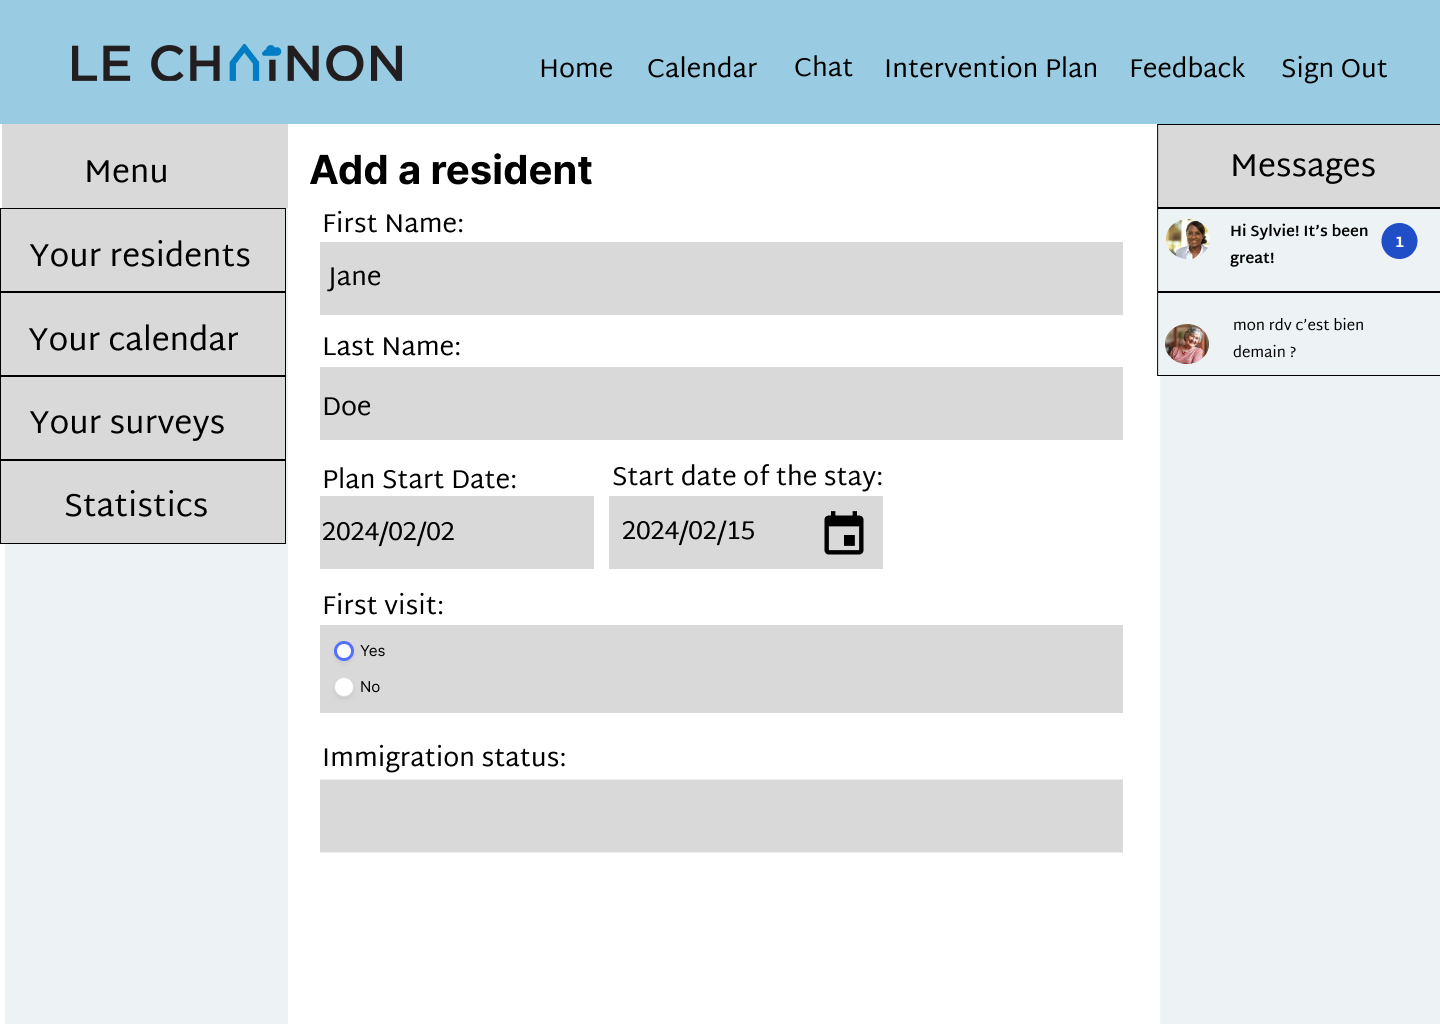 LE CHAÎNON
Home Calendar Chat Intervention Plan Feedback Sign Out
Menu
Your residents
Your calendar
Your surveys
Statistics
Add a resident
First Name:
Jane
Last Name:
Doe
Plan Start Date:
2024/02/02
Start date of the stay:
2024/02/15
First visit:
Yes
No
Immigration status:
Messages
Hi Sylvie! It’s been
great!
1
mon rdv c’est bien
demain ?